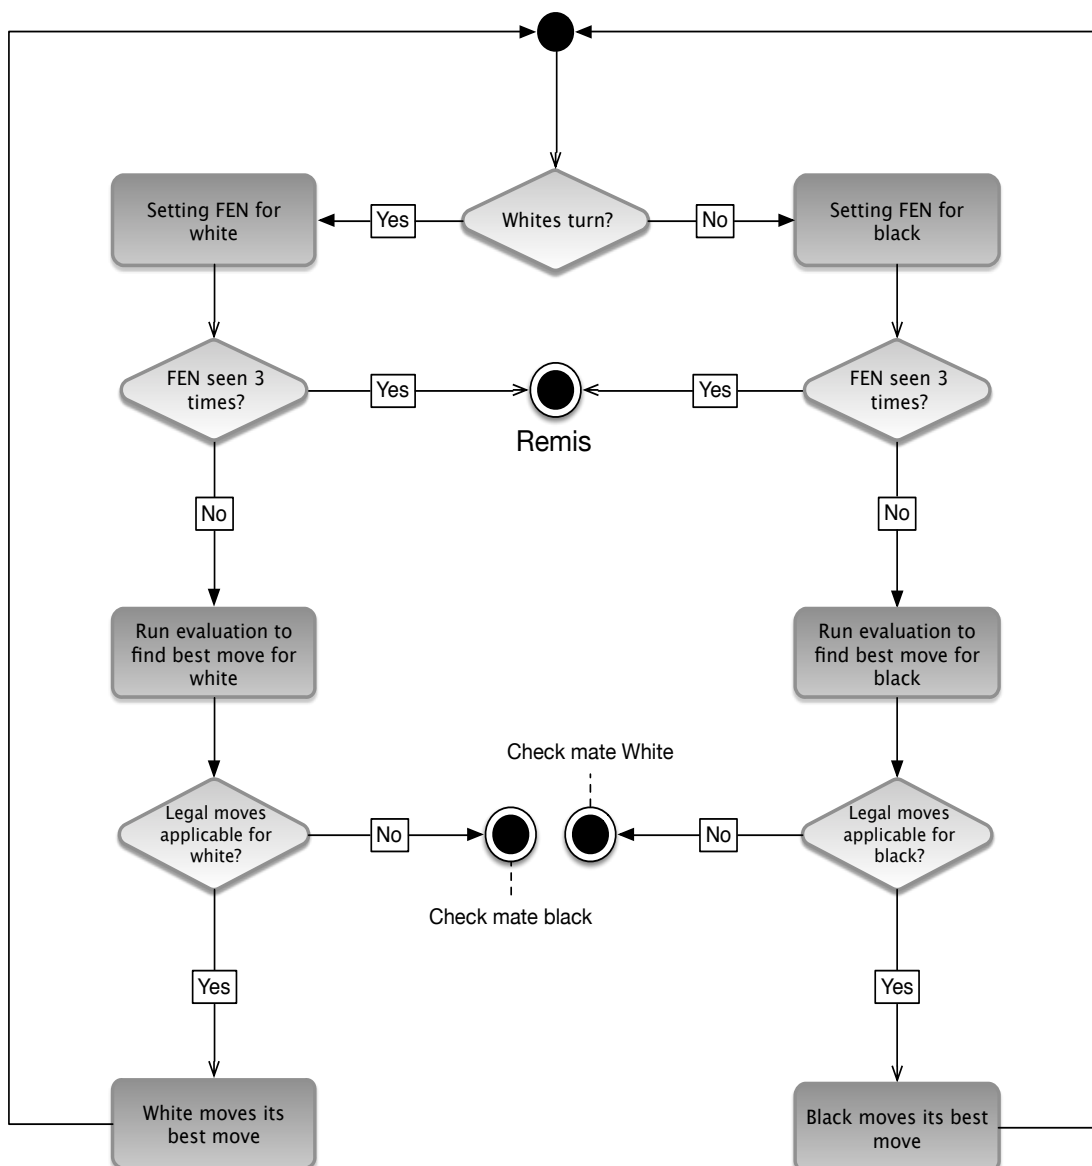 Setting FEN for
white
Yes
Whites turn?
No
Setting FEN for
black
FEN seen 3
times?
Yes
Remis
Yes
FEN seen 3
times?
No
No
Run evaluation to
find best move for
white
Run evaluation to
find best move for
black
Check mate White
Legal moves
applicable for
white?
No
No
Legal moves
applicable for
black?
Check mate black
Yes
Yes
White moves its
best move
Black moves its best
move